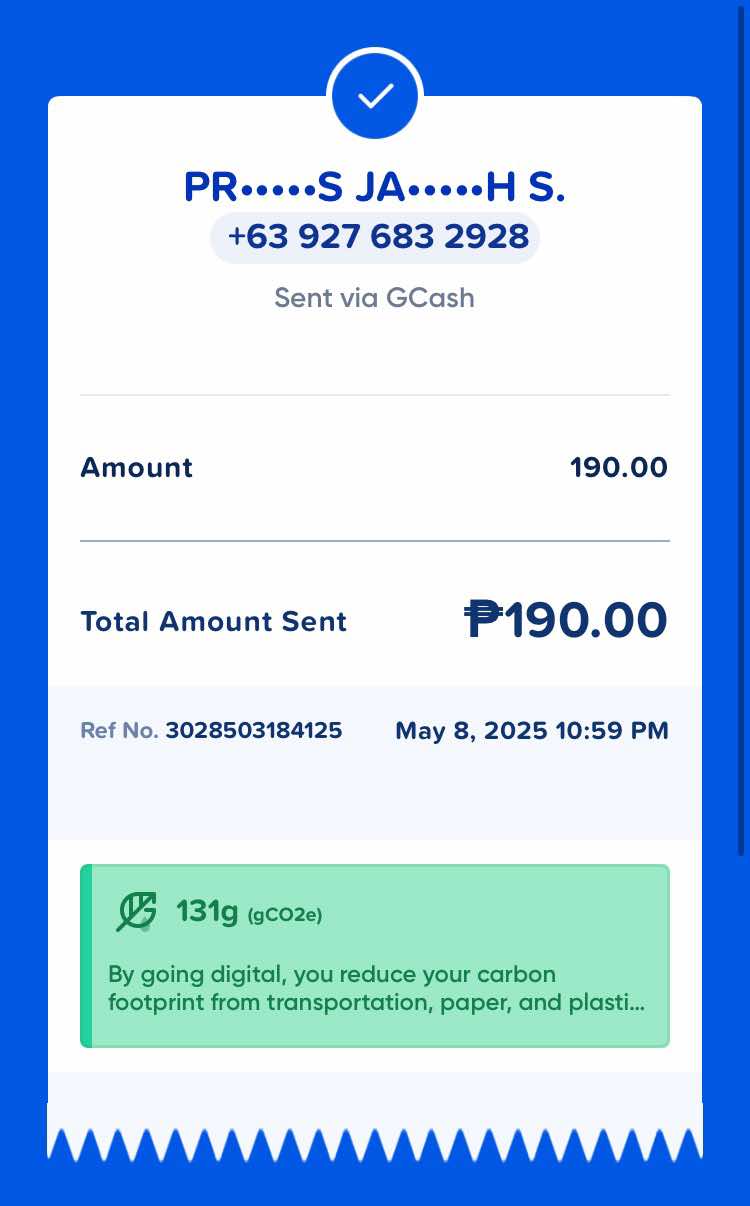 PR•••••S JA•••••H S.
+63 927 683 2928
Sent via GCash
Amount 190.00
Total Amount Sent ₱190.00
Ref No. 3028503184125 May 8, 2025 10:59 PM
131g (gCO2e)
By going digital, you reduce your carbon
footprint from transportation, paper, and plasti...